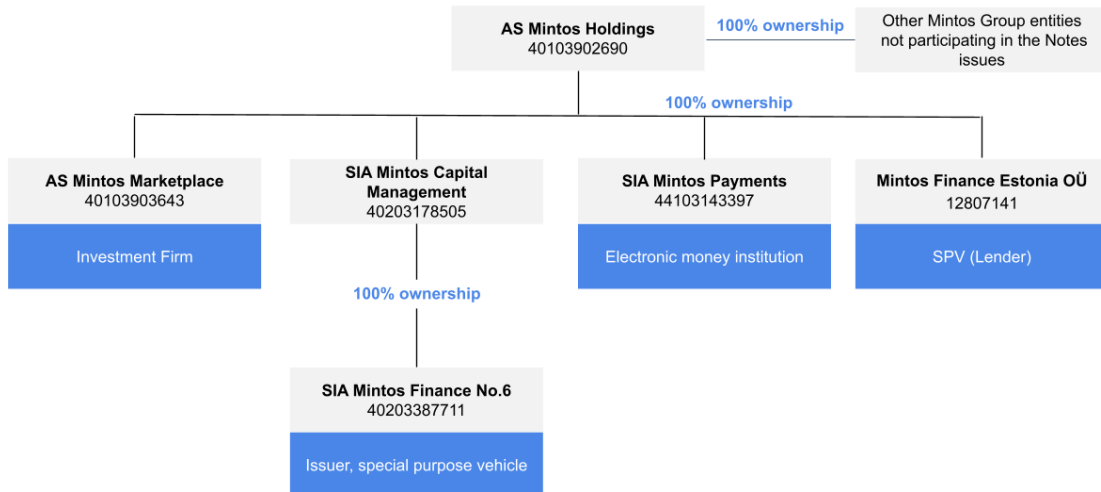 AS Mintos Holdings
40103902690
100% ownership
Other Mintos Group entities
not participating in the Notes
issues
100% ownership
AS Mintos Marketplace
40103903643
Investment Firm
SIA Mintos Capital
Management
40203178505
SIA Mintos Payments
44103143397
Electronic money institution
Mintos Finance Estonia OÜ
12807141
SPV (Lender)
100% ownership
SIA Mintos Finance No.6
40203387711
Issuer, special purpose vehicle